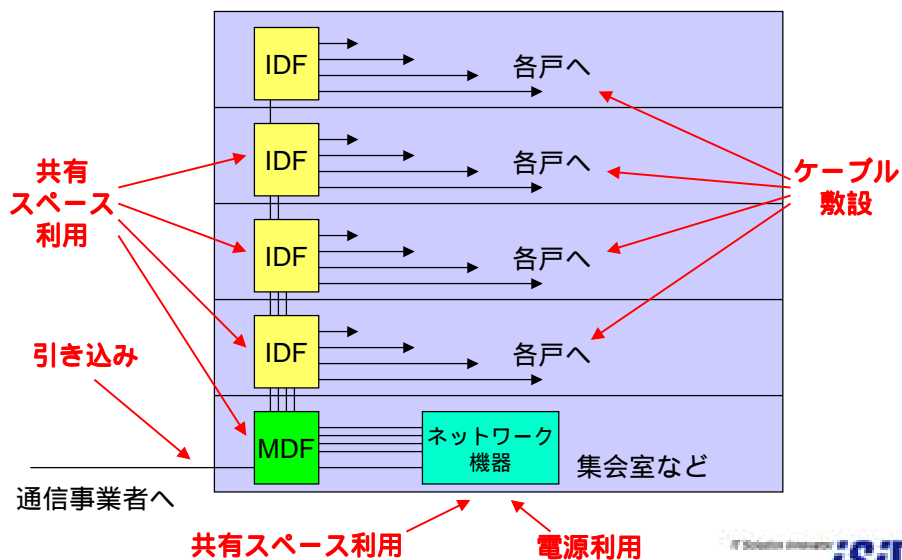 IDF
各戸へ
IDF
各戸へ
共有
スペース
利用
ケーブル
敷設
IDF
各戸へ
引き込み
IDF
各戸へ
MDF
ネットワーク
機器
集会室など
通信事業者へ
共有スペース利用
電源利用